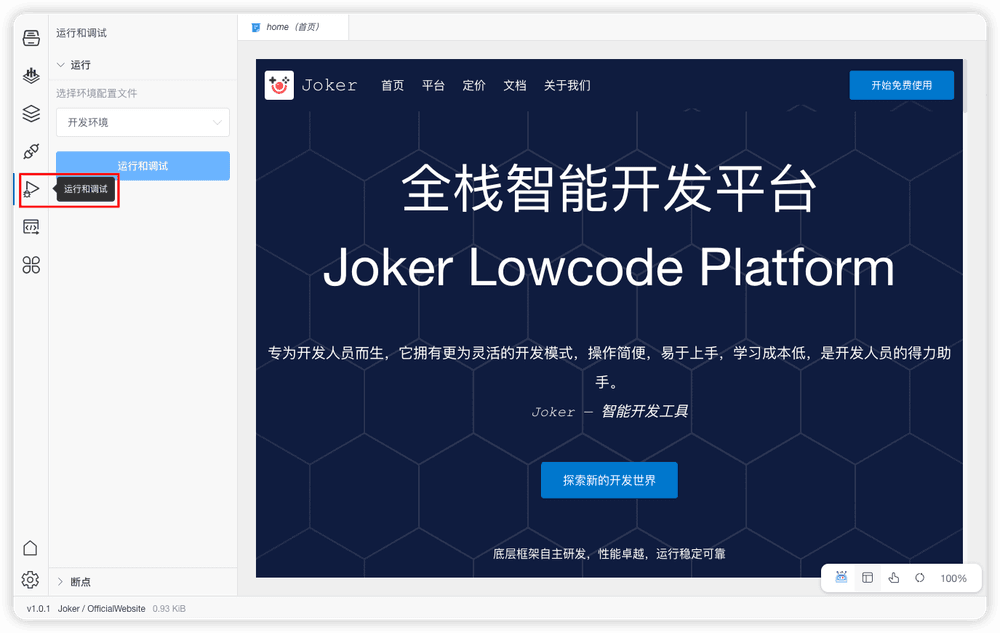 运行和调试
运行
选择环境配置文件
开发环境
运行和调试
运行和调试
断点
home（首页）
Joker 首页 平台 定价 文档 关于我们 开始免费使用
全栈智能开发平台
Joker Lowcode Platform
专为开发人员而生，它拥有更为灵活的开发模式，操作简便，易于上手，学习成本低，是开发人员的得力助
手。
Joker — 智能开发工具
探索新的开发世界
底层框架自主研发，性能卓越，运行稳定可靠
100%
v1.0.1 Joker / OfficialWebsite 0.93 KiB